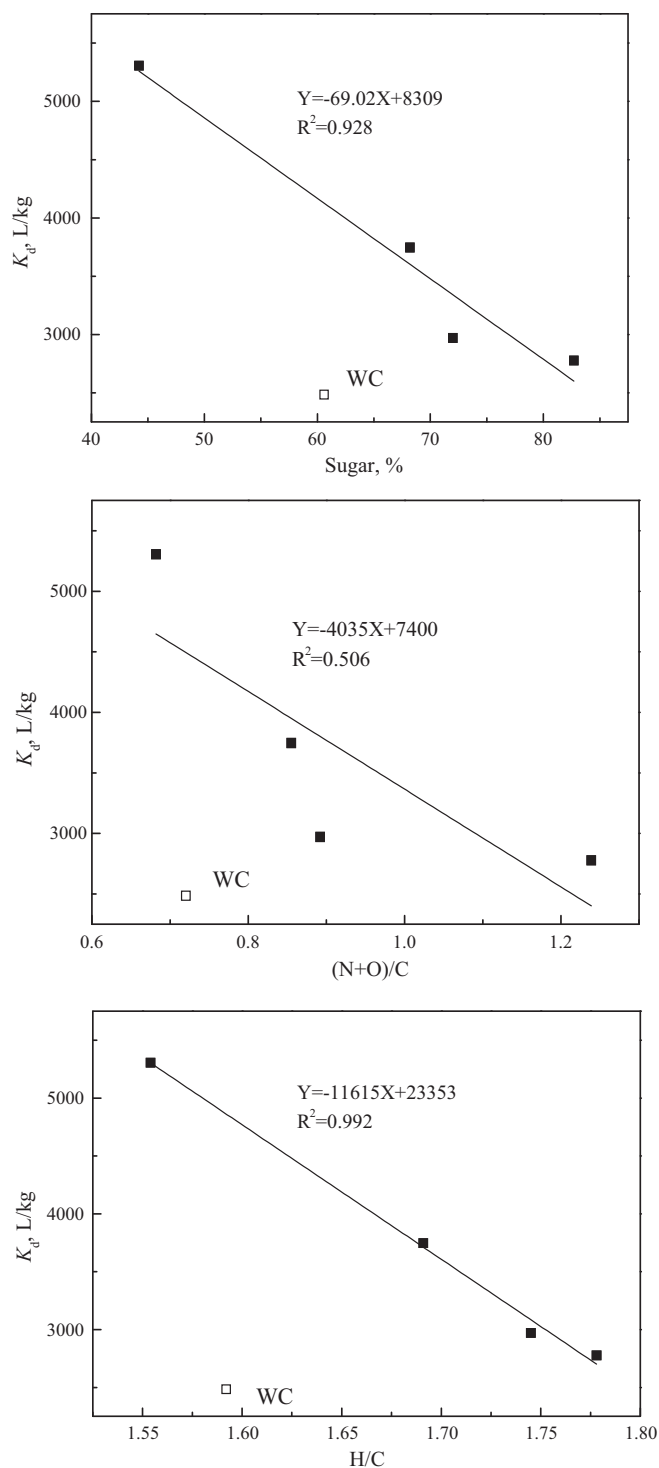 5000
4000
3000
K_d, L/kg
Y=-69.02X+8309
R²=0.928
WC
40 50 60 70 80
Sugar, %
5000
4000
3000
K_d, L/kg
Y=-4035X+7400
R²=0.506
WC
0.6 0.8 1.0 1.2
(N+O)/C
5000
4000
3000
K_d, L/kg
Y=-11615X+23353
R²=0.992
WC
1.55 1.60 1.65 1.70 1.75 1.80
H/C